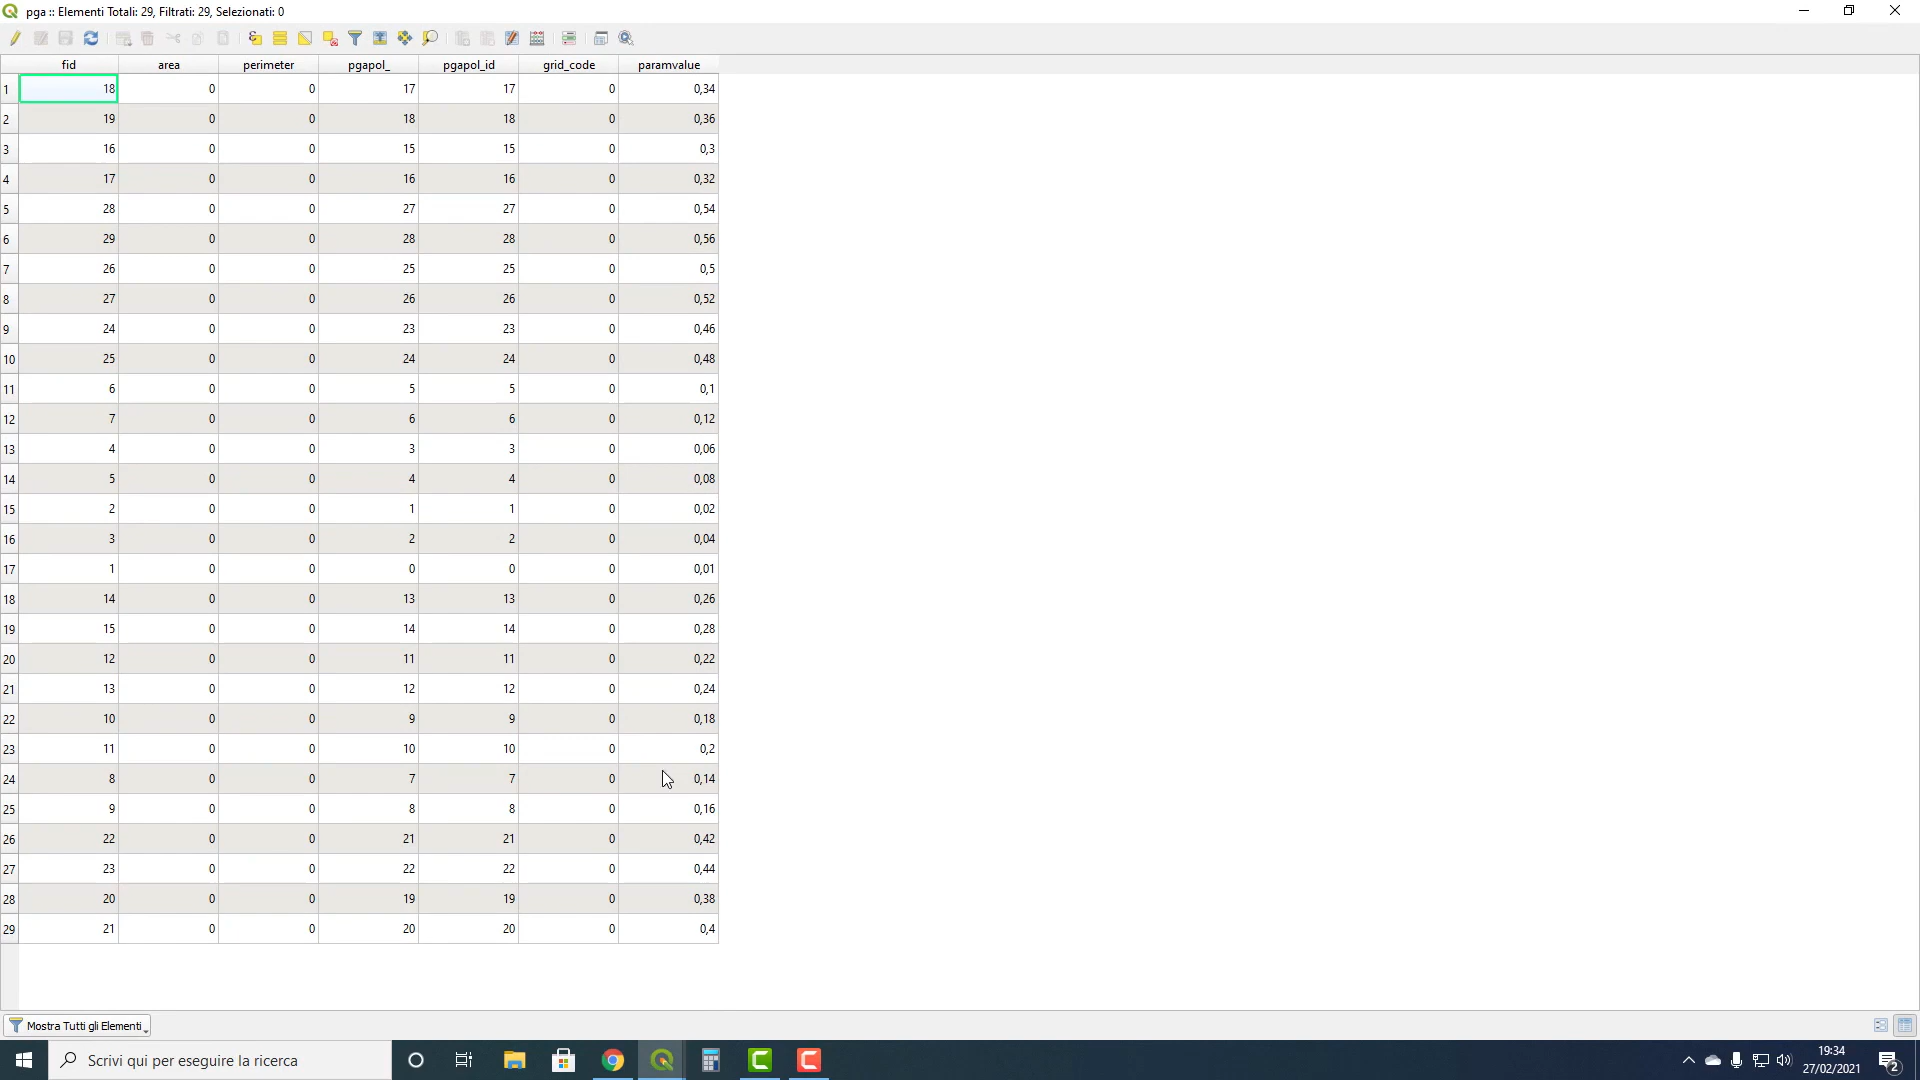 pga :: Elementi Totali: 29, Filtrati: 29, Selezionati: 0
fid area perimeter pgapol_ pgapol_id grid_code paramvalue
1 18 0 0 17 17 0 0,34
2 19 0 0 18 18 0 0,36
3 16 0 0 15 15 0 0,3
4 17 0 0 16 16 0 0,32
5 28 0 0 27 27 0 0,54
6 29 0 0 28 28 0 0,56
7 26 0 0 25 25 0 0,5
8 27 0 0 26 26 0 0,52
9 24 0 0 23 23 0 0,46
10 25 0 0 24 24 0 0,48
11 6 0 0 5 5 0 0,1
12 7 0 0 6 6 0 0,12
13 4 0 0 3 3 0 0,06
14 5 0 0 4 4 0 0,08
15 2 0 0 1 1 0 0,02
16 3 0 0 2 2 0 0,04
17 1 0 0 0 0 0 0,01
18 14 0 0 13 13 0 0,26
19 15 0 0 14 14 0 0,28
20 12 0 0 11 11 0 0,22
21 13 0 0 12 12 0 0,24
22 10 0 0 9 9 0 0,18
23 11 0 0 10 10 0 0,2
24 8 0 0 7 7 0 0,14
25 9 0 0 8 8 0 0,16
26 22 0 0 21 21 0 0,42
27 23 0 0 22 22 0 0,44
28 20 0 0 19 19 0 0,38
29 21 0 0 20 20 0 0,4
Mostra Tutti gli Elementi
Scrivi qui per eseguire la ricerca
19:34
27/02/2021
2